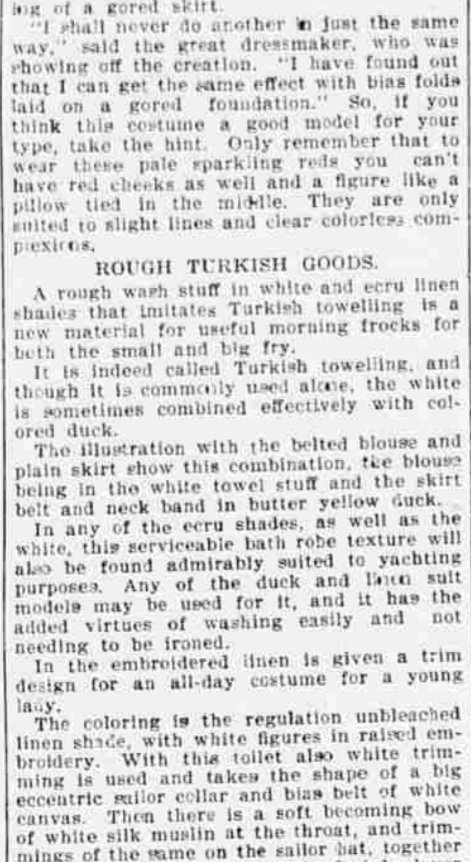 ing of a gored skirt.
"I shall never do another in just the same
way," said the great dressmaker, who was
showing off the creation. "I have found out
that I can get the same effect with bias folds
laid on a gored foundation." So, if you
think this costume a good model for your
type, take the hint. Only remember that to
wear these pale sparkling reds you can't
have red cheeks as well and a figure like a
pillow tied in the middle. They are only
suited to slight lines and clear colorless com-
plexions.
ROUGH TURKISH GOODS.
A rough wash stuff in white and ecru linen
shades that imitates Turkish towelling is a
new material for useful morning frocks for
both the small and big fry.
It is indeed called Turkish towelling, and
though it is commonly used alone, the white
is sometimes combined effectively with col-
ored duck.
The illustration with the belted blouse and
plain skirt show this combination, the blouse
being in the white towel stuff and the skirt
belt and neck band in butter yellow duck.
In any of the ecru shades, as well as the
white, this serviceable bath robe texture will
also be found admirably suited to yachting
purposes. Any of the duck and linen suit
models may be used for it, and it has the
added virtues of washing easily and not
needing to be ironed.
In the embroidered linen is given a trim
design for an all-day costume for a young
lady.
The coloring is the regulation unbleached
linen shade, with white figures in raised em-
broidery. With this toilet also white trim-
ming is used and takes the shape of a big
eccentric sailor collar and bias belt of white
canvas. Then there is a soft becoming bow
of white silk muslin at the throat, and trim-
mings of the same on the sailor hat, together